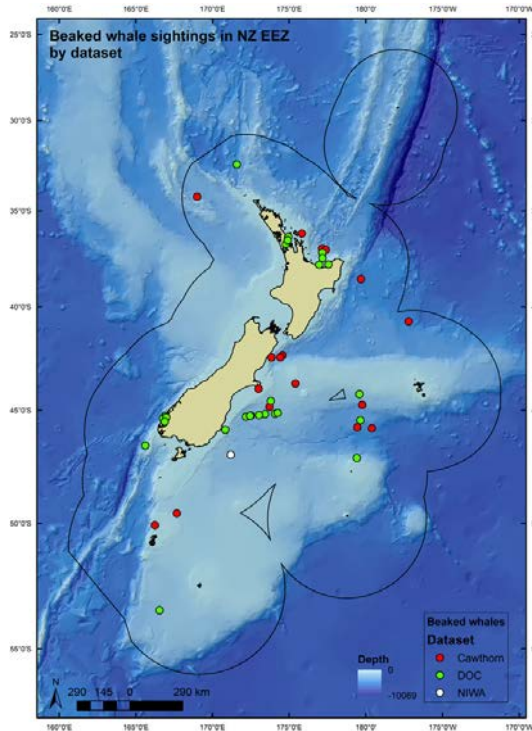 160°0'E 165°0'E 170°0'E 175°0'E 180°0' 175°0'W 170°0'W
Beaked whale sightings in NZ EEZ
by dataset
25°0'S
30°0'S
35°0'S
40°0'S
45°0'S
50°0'S
55°0'S
Beaked whales
Dataset
Cawthorn
DOC
NIWA
Depth
0
-10069
N
290 145 0 290 km
160°0'E 165°0'E 170°0'E 175°0'E 180°0' 175°0'W 170°0'W